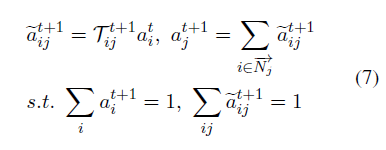 ã_{ij}^{t+1} = 𝒯_{ij}^{t+1} a_i^t, a_j^{t+1} = ∑_{i∈\overrightarrow{N_j}} ã_{ij}^{t+1}
(7)
s.t. ∑_i a_i^{t+1} = 1, ∑_{ij} ã_{ij}^{t+1} = 1